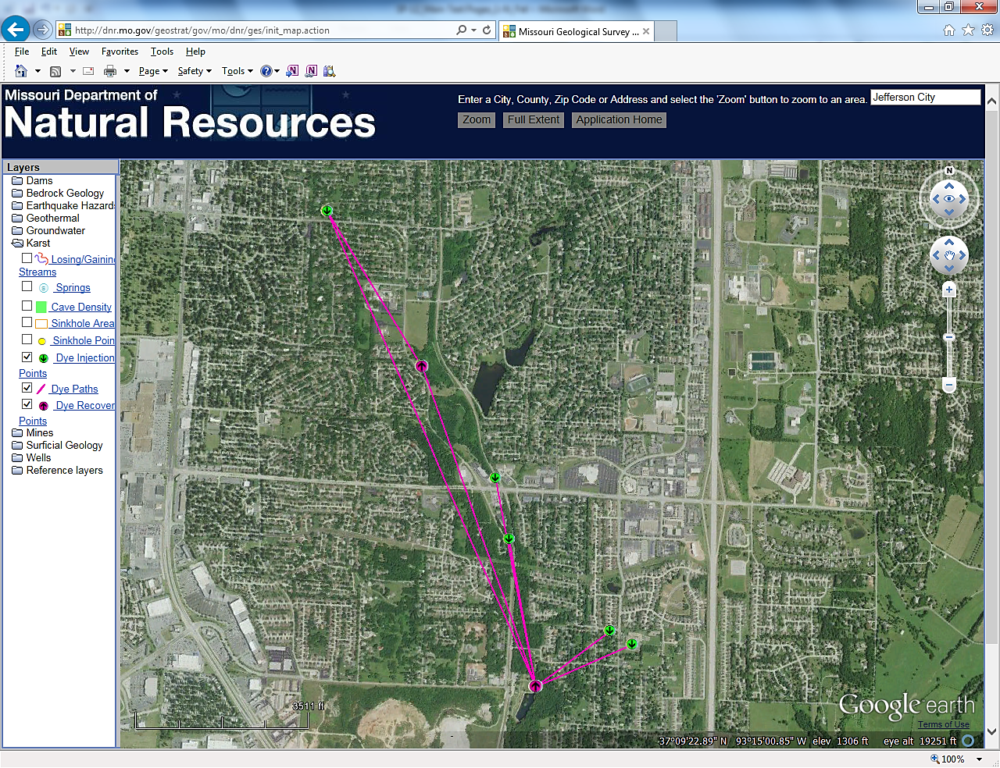 http://dnr.mo.gov/geostrat/gov/mo/dnr/ges/init_map.action
Missouri Geological Survey ...
File Edit View Favorites Tools Help
Page Safety Tools
Missouri Department of
Natural Resources
Enter a City, County, Zip Code or Address and select the 'Zoom' button to zoom to an area. Jefferson City
Zoom Full Extent Application Home
Layers
Dams
Bedrock Geology
Earthquake Hazards
Geothermal
Groundwater
Karst
Losing/Gaining
Streams
Springs
Cave Density
Sinkhole Area
Sinkhole Poin
Dye Injection
Points
Dye Paths
Dye Recover
Points
Mines
Surficial Geology
Wells
Reference layers
N
3511 ft
Google earth
Terms of Use
37°09'22.89" N 93°15'00.85" W elev 1306 ft eye alt 19251 ft
100%